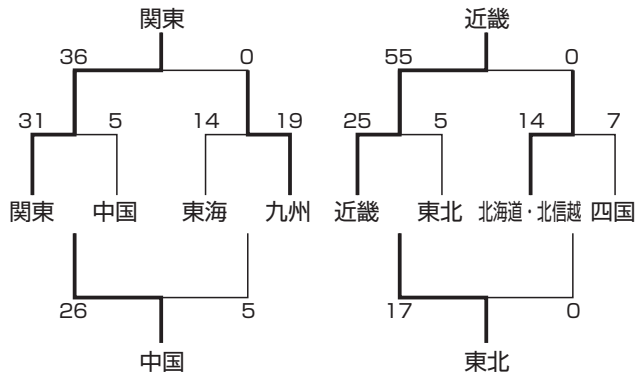 関東 近畿
36 0 55 0
31 5 14 19 25 5 14 7
関東 中国 東海 九州 近畿 東北 北海道・北信越 四国
26 5 17 0
中国 東北